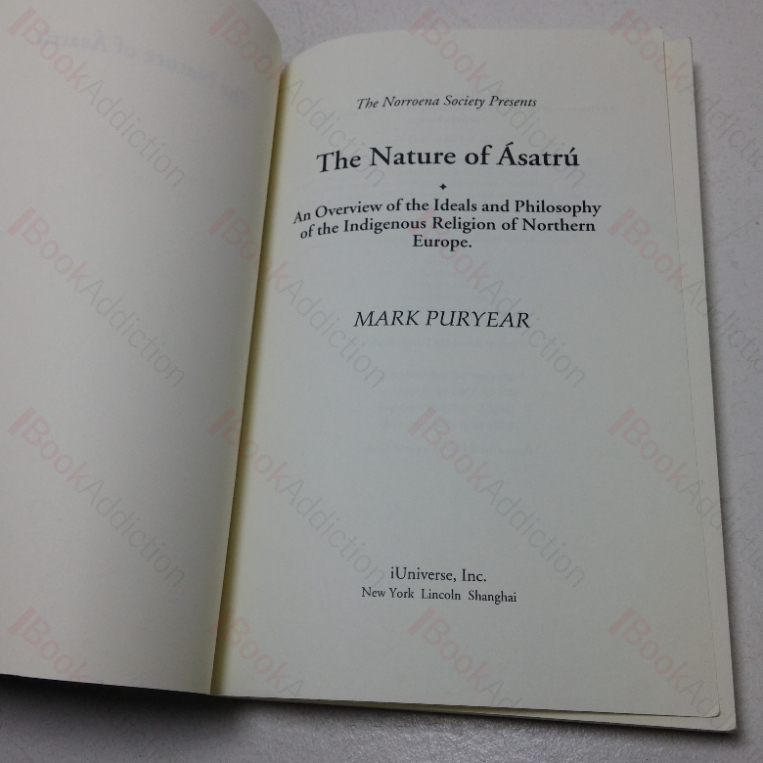 The Norroena Society Presents
The Nature of Ásatrú
An Overview of the Ideals and Philosophy
of the Indigenous Religion of Northern
Europe.
MARK PURYEAR
iUniverse, Inc.
New York Lincoln Shanghai
BookAddiction